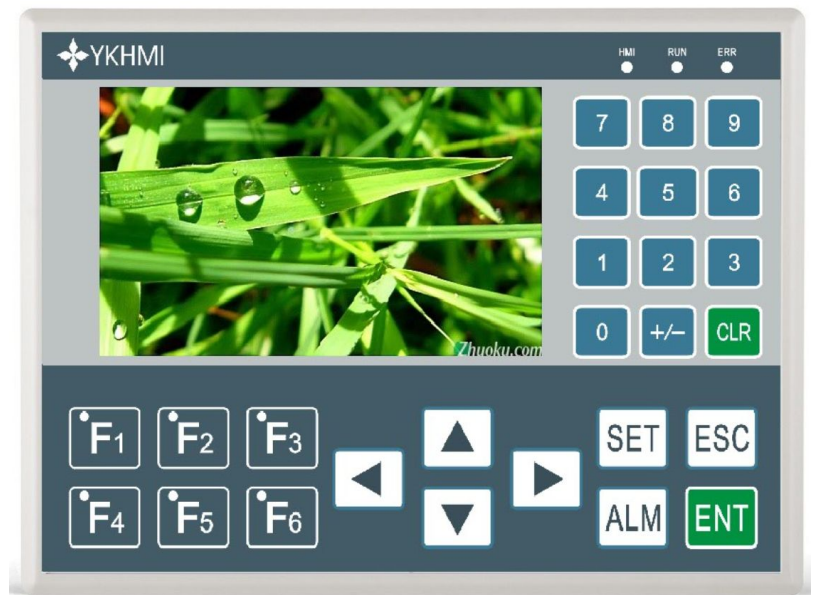 YKHMI
HMI RUN ERR
7 8 9
4 5 6
1 2 3
0 +/− CLR
Zhuoku.com
F1 F2 F3
F4 F5 F6
SET ESC
ALM ENT